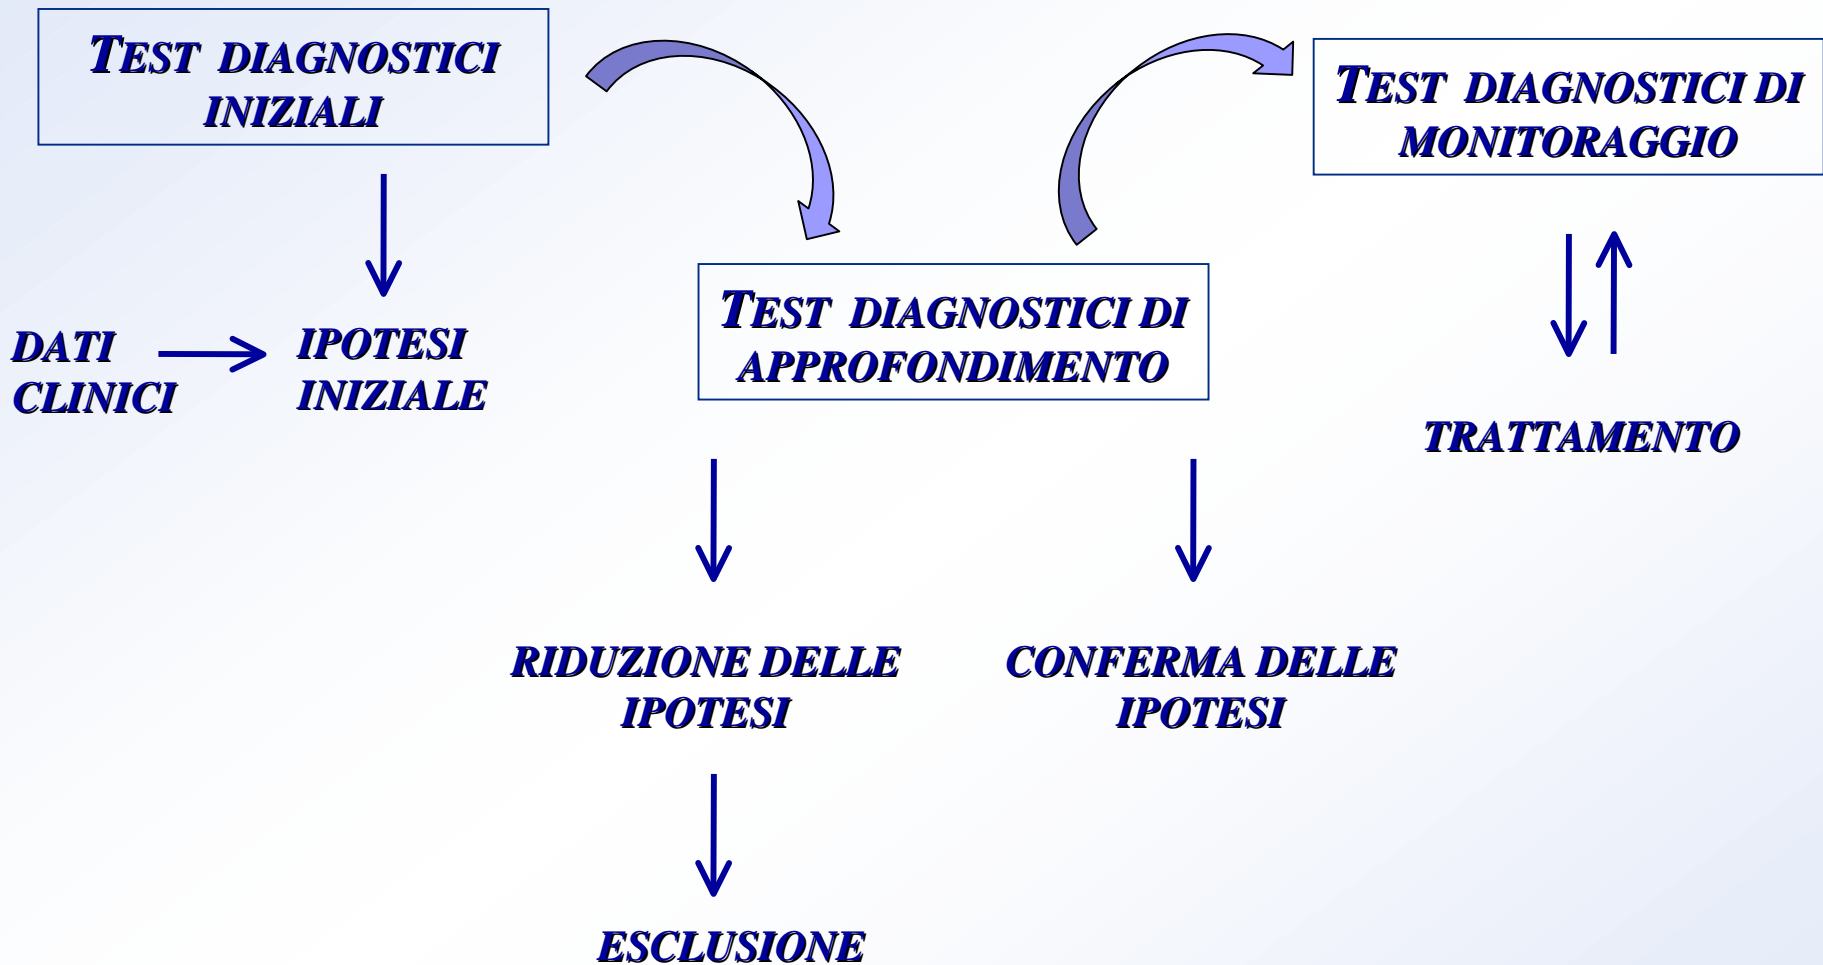 TEST DIAGNOSTICI
INIZIALI
TEST DIAGNOSTICI DI
MONITORAGGIO
DATI
CLINICI
IPOTESI
INIZIALE
TEST DIAGNOSTICI DI
APPROFONDIMENTO
TRATTAMENTO
RIDUZIONE DELLE
IPOTESI
CONFERMA DELLE
IPOTESI
ESCLUSIONE